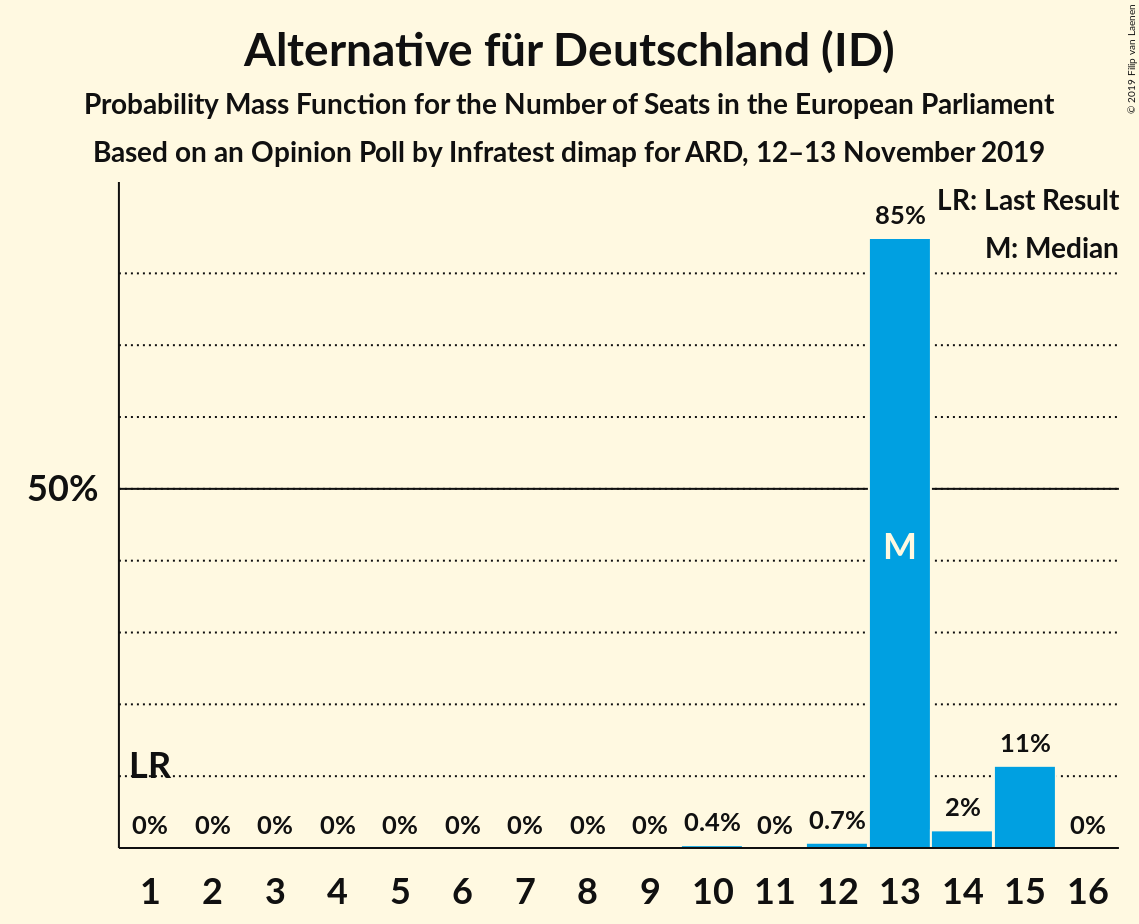 Alternative für Deutschland (ID)
Probability Mass Function for the Number of Seats in the European Parliament
Based on an Opinion Poll by Infratest dimap for ARD, 12–13 November 2019
© 2019 Filip van Laenen
LR: Last Result
M: Median
85%
50%
M
LR
11%
0% 0% 0% 0% 0% 0% 0% 0% 0% 0.4% 0% 0.7% 2% 0%
1 2 3 4 5 6 7 8 9 10 11 12 13 14 15 16